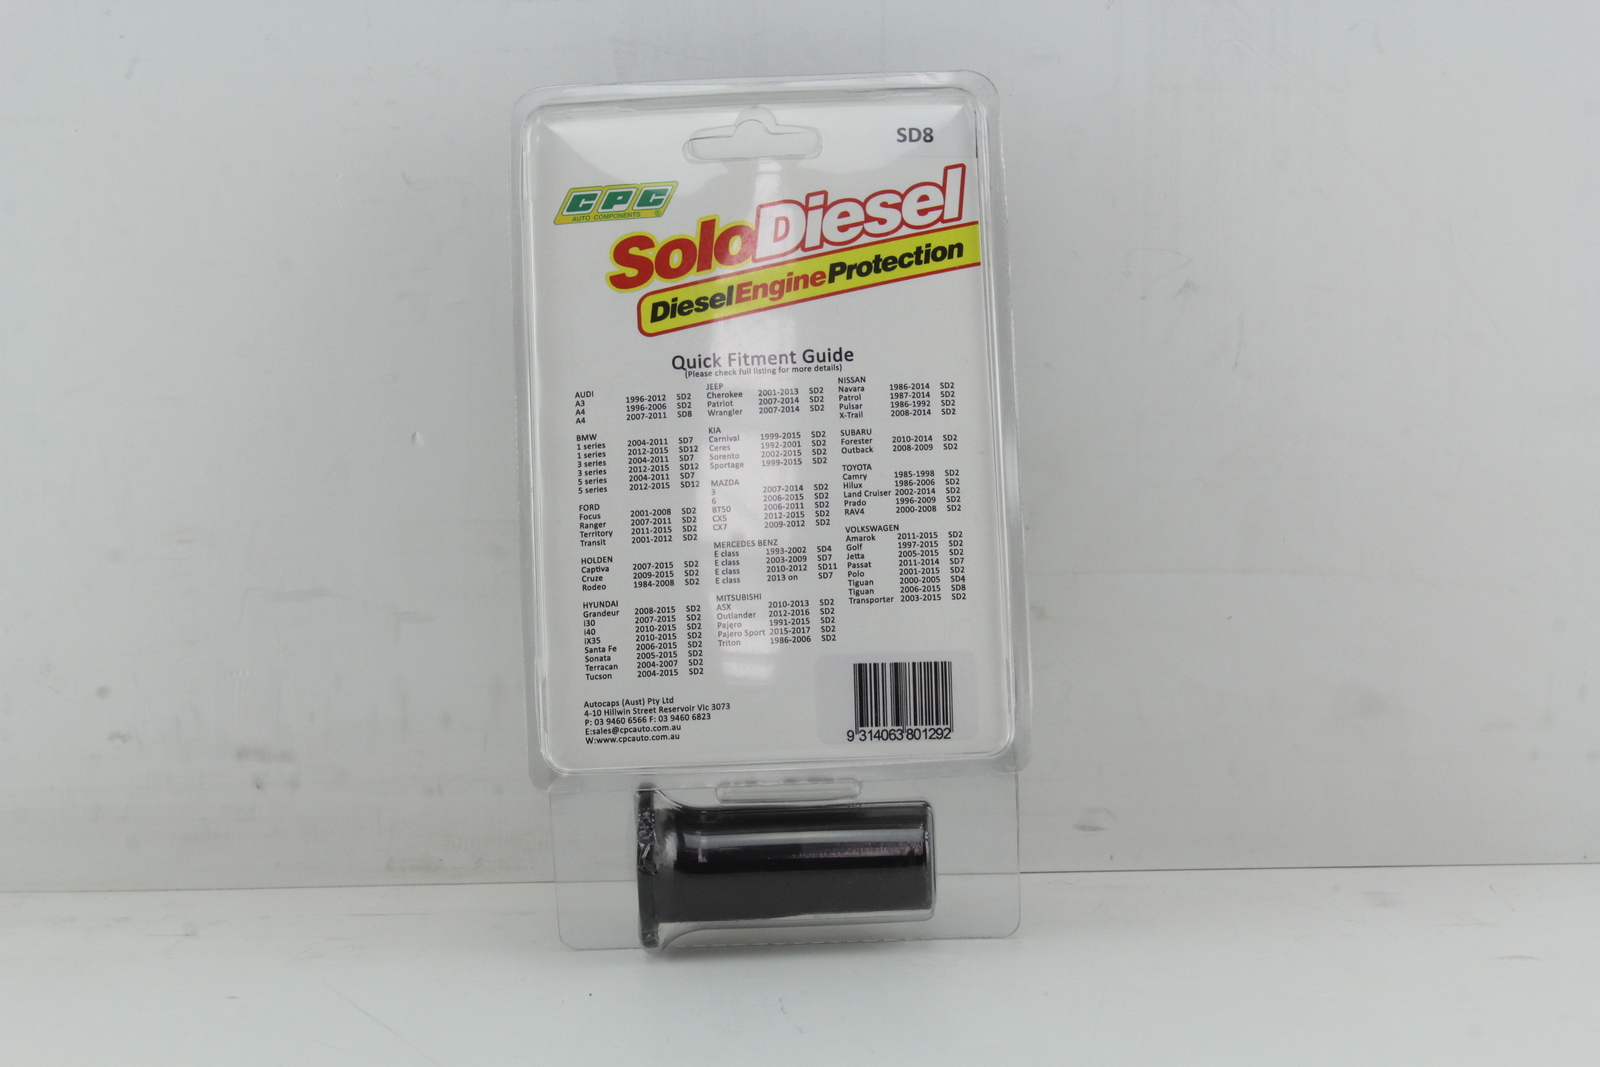 SD8
CPC
AUTO COMPONENTS ®
SoloDiesel
DieselEngineProtection
Quick Fitment Guide
(Please check full listing for more details)
AUDI
A3 1996-2012 SD2
A4 1996-2006 SD2
A4 2007-2011 SD8
BMW
1 series 2004-2011 SD7
1 series 2012-2015 SD12
3 series 2004-2011 SD7
3 series 2012-2015 SD12
5 series 2004-2011 SD7
5 series 2012-2015 SD12
FORD
Focus 2001-2008 SD2
Ranger 2007-2011 SD2
Territory 2011-2015 SD2
Transit 2001-2012 SD2
HOLDEN
Captiva 2007-2015 SD2
Cruze 2009-2015 SD2
Rodeo 1984-2008 SD2
HYUNDAI
Grandeur 2008-2015 SD2
I30 2007-2015 SD2
I40 2010-2015 SD2
IX35 2010-2015 SD2
Santa Fe 2006-2015 SD2
Sonata 2005-2015 SD2
Terracan 2004-2007 SD2
Tucson 2004-2015 SD2
JEEP
Cherokee 2001-2013 SD2
Patriot 2007-2014 SD2
Wrangler 2007-2014 SD2
KIA
Carnival 1999-2015 SD2
Ceres 1992-2001 SD2
Sorento 2002-2015 SD2
Sportage 1999-2015 SD2
MAZDA
3 2007-2014 SD2
6 2006-2015 SD2
BT50 2006-2011 SD2
CX5 2012-2015 SD2
CX7 2009-2012 SD2
MERCEDES BENZ
E class 1993-2002 SD4
E class 2003-2009 SD7
E class 2010-2012 SD11
E class 2013 on SD7
MITSUBISHI
ASX 2010-2013 SD2
Outlander 2012-2016 SD2
Pajero 1991-2015 SD2
Pajero Sport 2015-2017 SD2
Triton 1986-2006 SD2
NISSAN
Navara 1986-2014 SD2
Patrol 1987-2014 SD2
Pulsar 1986-1992 SD2
X-Trail 2008-2014 SD2
SUBARU
Forester 2010-2014 SD2
Outback 2008-2009 SD2
TOYOTA
Camry 1985-1998 SD2
Hilux 1986-2006 SD2
Land Cruiser 2002-2014 SD2
Prado 1996-2009 SD2
RAV4 2000-2008 SD2
VOLKSWAGEN
Amarok 2011-2015 SD2
Golf 1997-2015 SD2
Jetta 2005-2015 SD2
Passat 2011-2014 SD7
Polo 2001-2015 SD2
Tiguan 2000-2005 SD4
Tiguan 2006-2015 SD8
Transporter 2003-2015 SD2
Autocaps (Aust) Pty Ltd
4-10 Hillwin Street Reservoir Vic 3073
P: 03 9460 6566 F: 03 9460 6823
E:sales@cpcauto.com.au
W:www.cpcauto.com.au
9 314063 801292